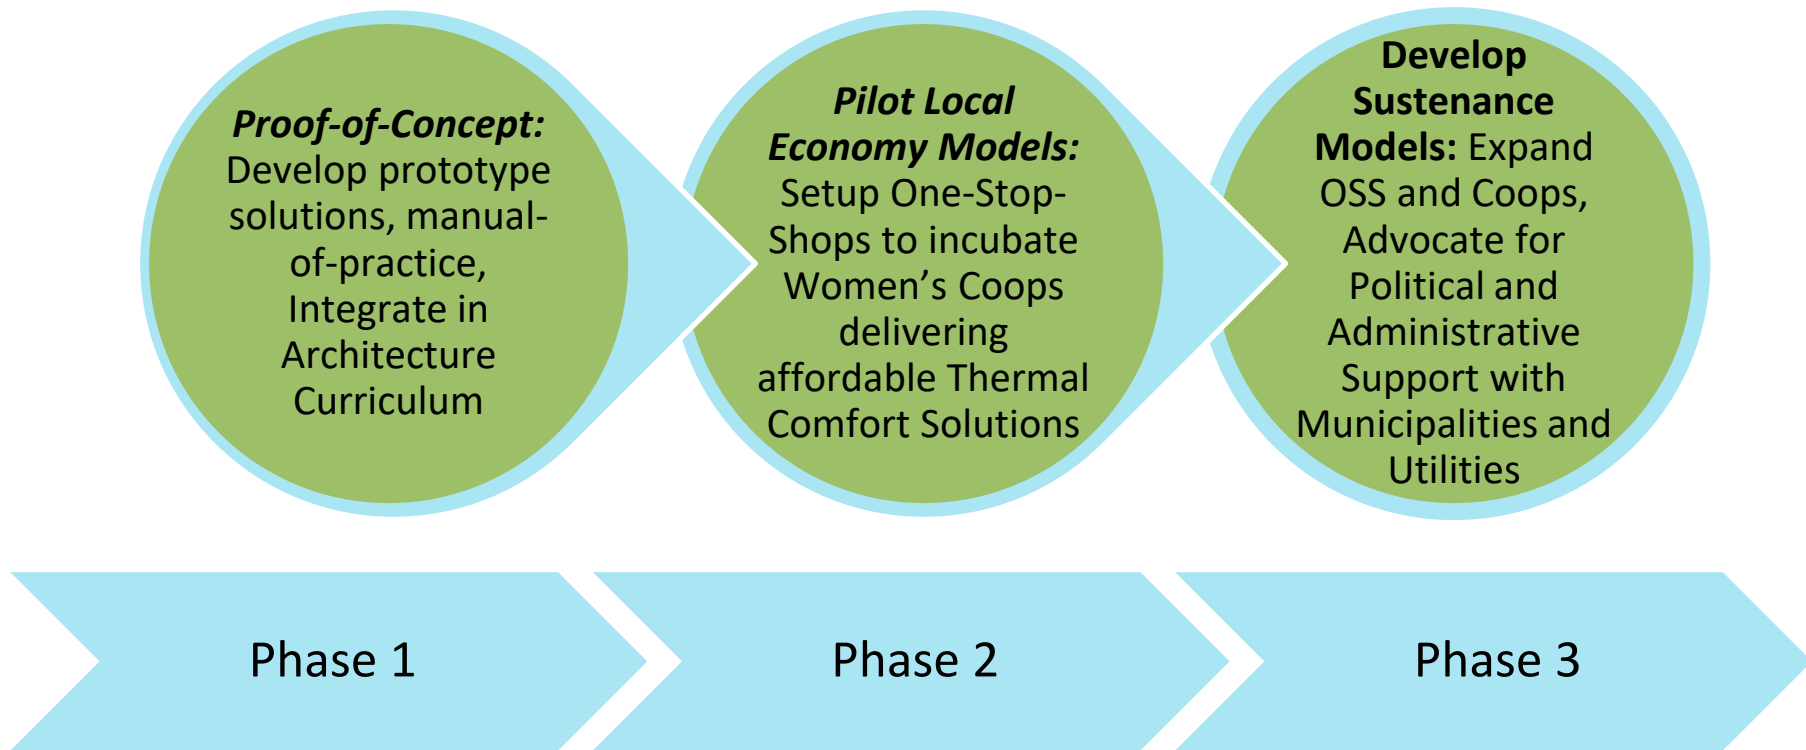 Proof-of-Concept:
Develop prototype
solutions, manual-
of-practice,
Integrate in
Architecture
Curriculum
Pilot Local
Economy Models:
Setup One-Stop-
Shops to incubate
Women’s Coops
delivering
affordable Thermal
Comfort Solutions
Develop
Sustenance
Models: Expand
OSS and Coops,
Advocate for
Political and
Administrative
Support with
Municipalities and
Utilities
Phase 1
Phase 2
Phase 3